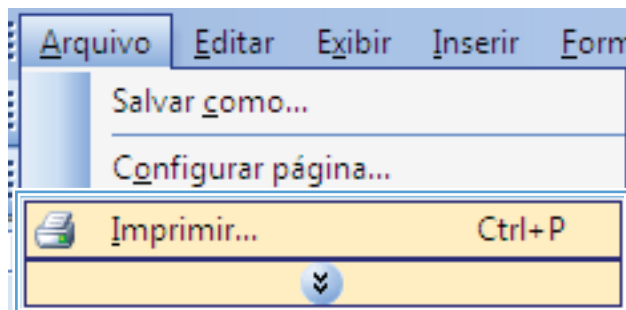 Arquivo Editar Exibir Inserir Form
Salvar como...
Configurar página...
Imprimir... Ctrl+P